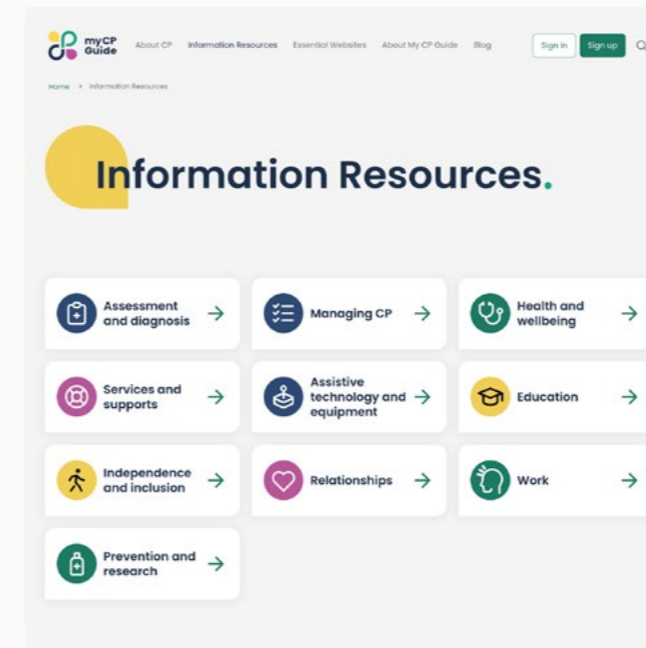 myCP
Guide
About CP
Information Resources
Essential Websites
About My CP Guide
Blog
Sign in
Sign up
Home > Information Resources
Information Resources.
Assessment
and diagnosis
Managing CP
Health and
wellbeing
Services and
supports
Assistive
technology and
equipment
Education
Independence
and inclusion
Relationships
Work
Prevention and
research